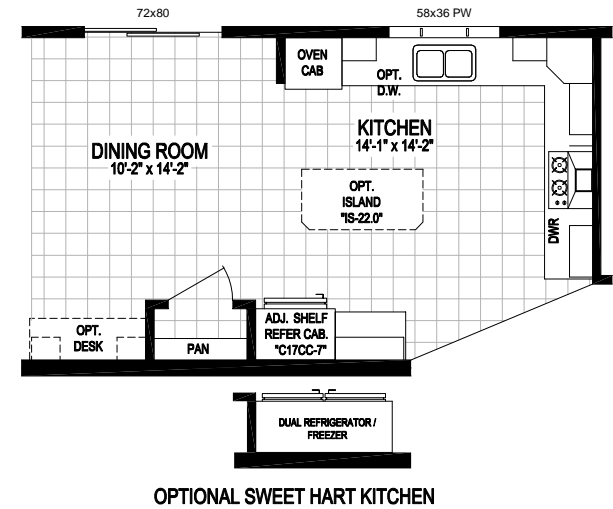 72x80
58x36 PW
OVEN
CAB
OPT.
D.W.
KITCHEN
14'-1" x 14'-2"
DINING ROOM
10'-2" x 14'-2"
OPT.
ISLAND
"IS-22.0"
DWR
ADJ. SHELF
REFER CAB.
"C17CC-7"
OPT.
DESK
PAN
DUAL REFRIGERATOR /
FREEZER
OPTIONAL SWEET HART KITCHEN